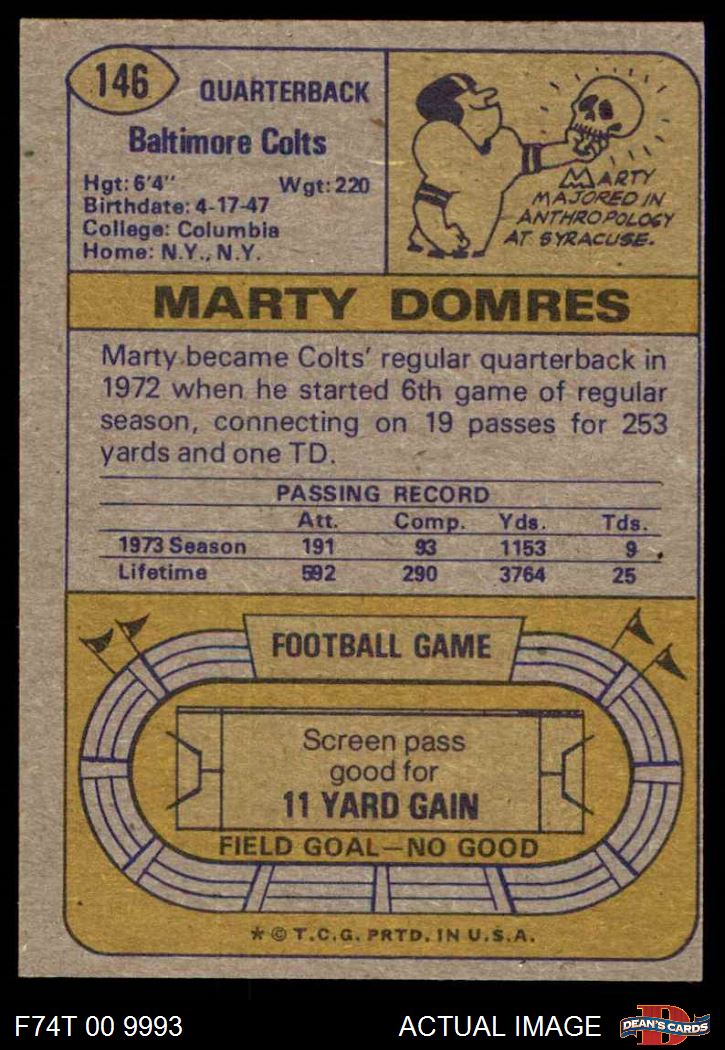 146
QUARTERBACK
Baltimore Colts
Hgt: 6'4" Wgt: 220
Birthdate: 4-17-47
College: Columbia
Home: N.Y., N.Y.
MARTY
MAJORED IN
ANTHROPOLOGY
AT SYRACUSE.
MARTY DOMRES
Marty became Colts' regular quarterback in
1972 when he started 6th game of regular
season, connecting on 19 passes for 253
yards and one TD.
PASSING RECORD
Att. Comp. Yds. Tds.
1973 Season 191 93 1153 9
Lifetime 592 290 3764 25
FOOTBALL GAME
Screen pass
good for
11 YARD GAIN
FIELD GOAL—NO GOOD
* © T.C.G. PRTD. IN U.S.A.
F74T 00 9993 ACTUAL IMAGE DEAN'S CARDS